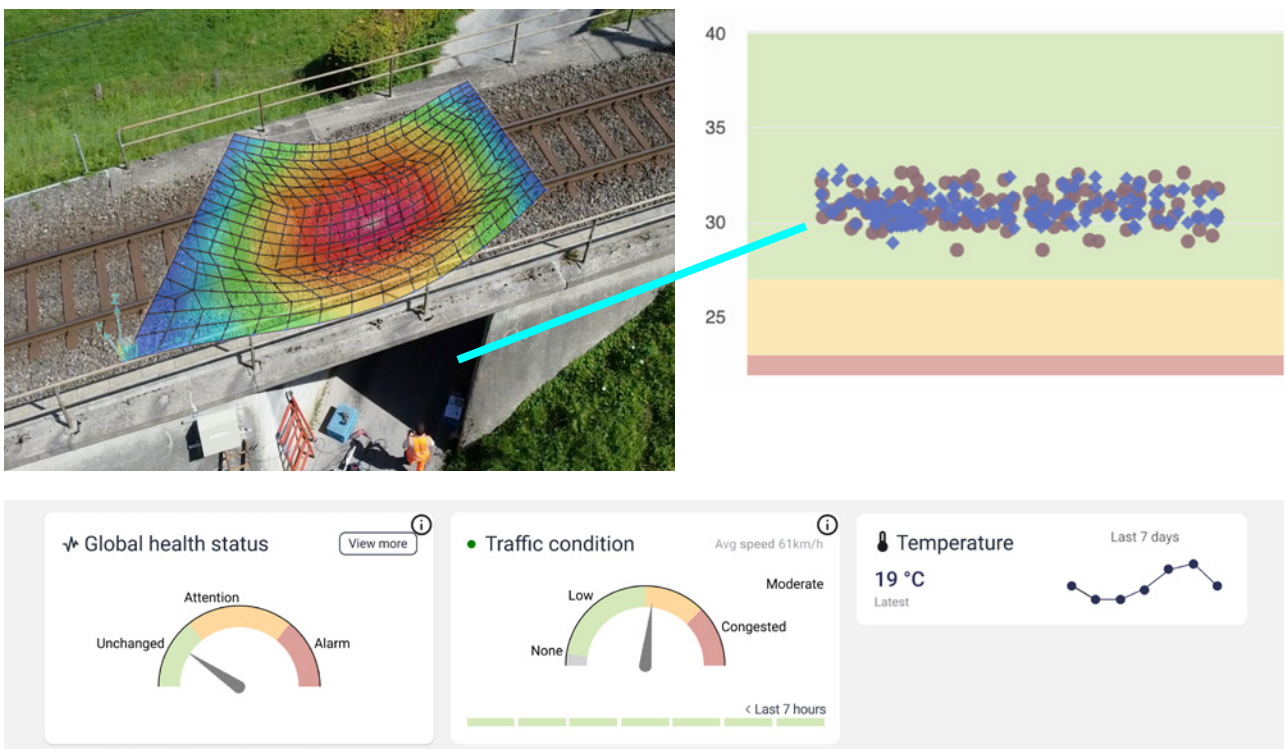 40
35
30
25
Global health status
View more
Attention
Unchanged
Alarm
Traffic condition
Avg speed 61km/h
Low
Moderate
None
Congested
< Last 7 hours
Temperature
Last 7 days
19 °C
Latest